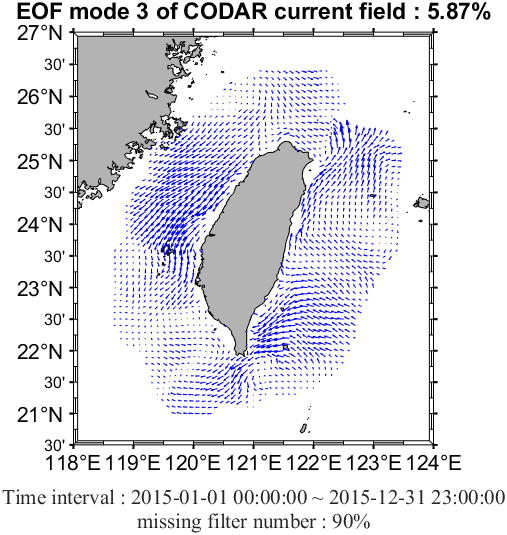 EOF mode 3 of CODAR current field : 5.87%
27°N
30'
26°N
30'
25°N
30'
24°N
30'
23°N
30'
22°N
30'
21°N
30'
118°E 119°E 120°E 121°E 122°E 123°E 124°E
Time interval : 2015-01-01 00:00:00 ~ 2015-12-31 23:00:00
missing filter number : 90%